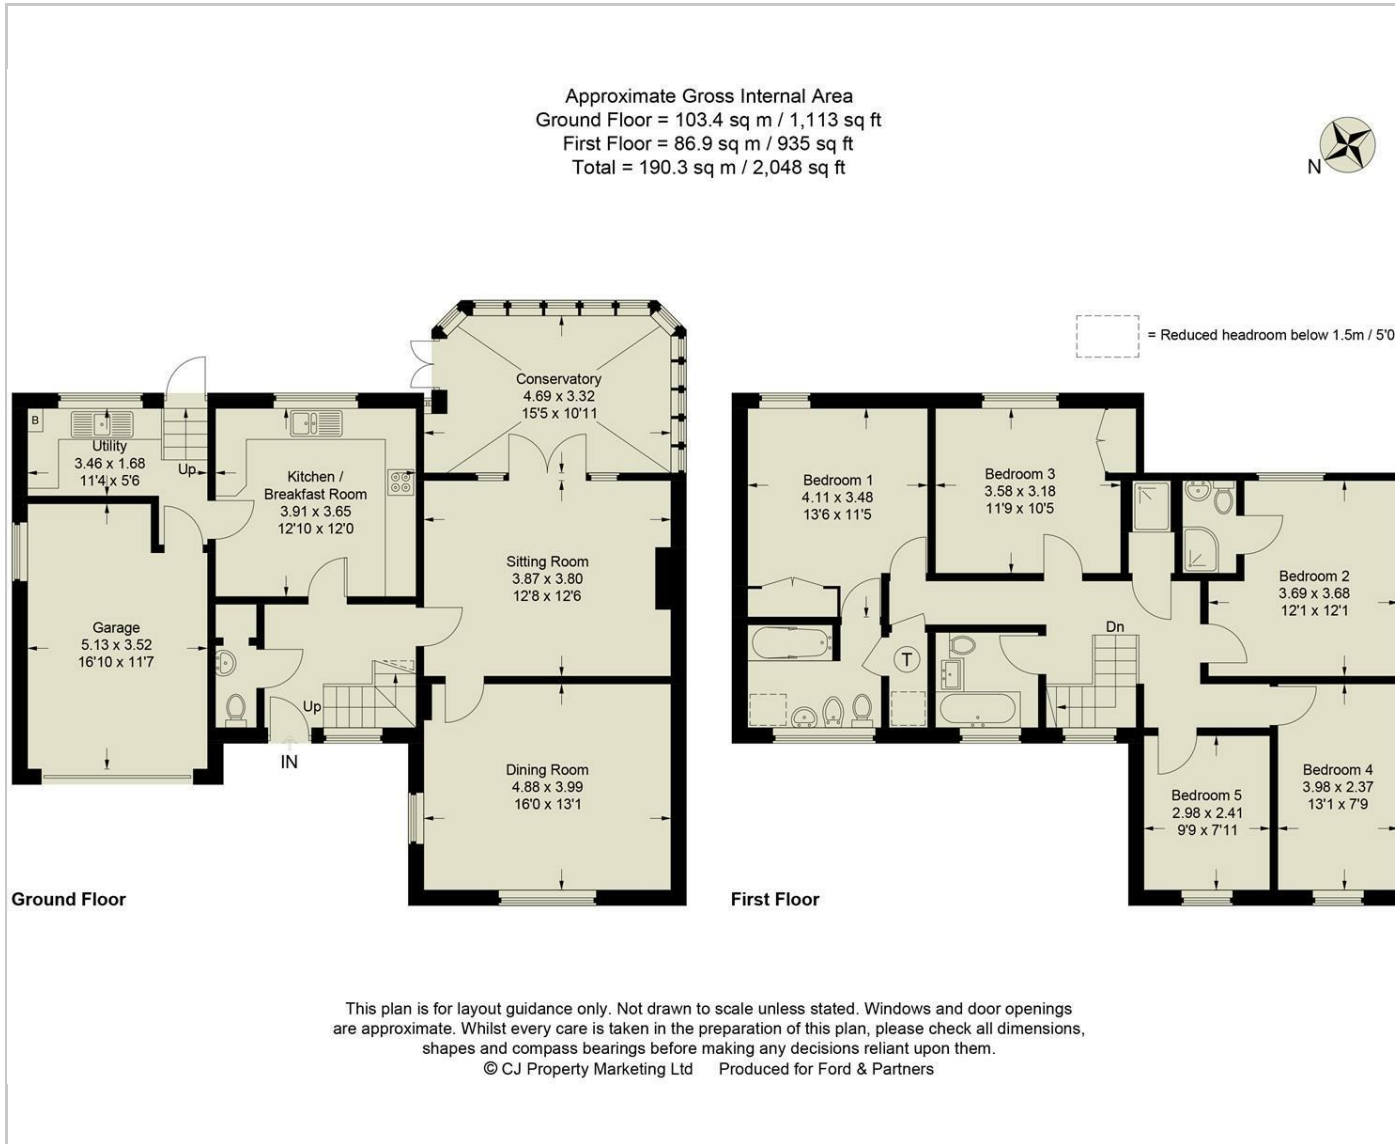 Approximate Gross Internal Area
Ground Floor = 103.4 sq m / 1,113 sq ft
First Floor = 86.9 sq m / 935 sq ft
Total = 190.3 sq m / 2,048 sq ft
N
= Reduced headroom below 1.5m / 5'0
Conservatory
4.69 x 3.32
15'5 x 10'11
B
Utility
3.46 x 1.68
11'4 x 5'6
Up
Kitchen /
Breakfast Room
3.91 x 3.65
12'10 x 12'0
Sitting Room
3.87 x 3.80
12'8 x 12'6
Garage
5.13 x 3.52
16'10 x 11'7
Up
IN
Dining Room
4.88 x 3.99
16'0 x 13'1
Ground Floor
Bedroom 1
4.11 x 3.48
13'6 x 11'5
Bedroom 3
3.58 x 3.18
11'9 x 10'5
Bedroom 2
3.69 x 3.68
12'1 x 12'1
Dn
T
Bedroom 5
2.98 x 2.41
9'9 x 7'11
Bedroom 4
3.98 x 2.37
13'1 x 7'9
First Floor
This plan is for layout guidance only. Not drawn to scale unless stated. Windows and door openings
are approximate. Whilst every care is taken in the preparation of this plan, please check all dimensions,
shapes and compass bearings before making any decisions reliant upon them.
© CJ Property Marketing Ltd Produced for Ford & Partners